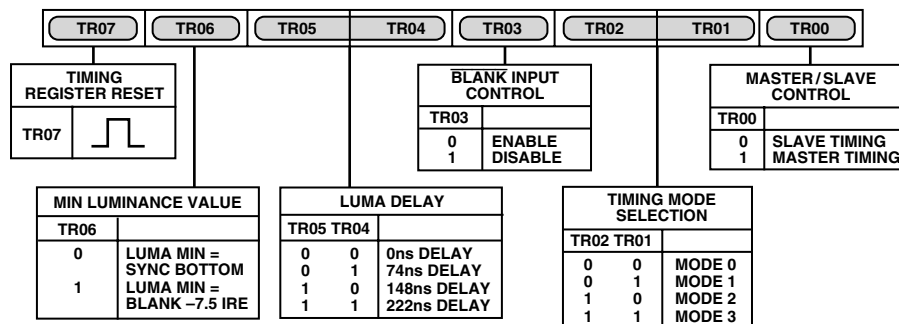 TR07 TR06 TR05 TR04 TR03 TR02 TR01 TR00
TIMING
REGISTER RESET
TR07
BLANK INPUT
CONTROL
TR03
0 ENABLE
1 DISABLE
MASTER/SLAVE
CONTROL
TR00
0 SLAVE TIMING
1 MASTER TIMING
MIN LUMINANCE VALUE
TR06
0 LUMA MIN =
SYNC BOTTOM
1 LUMA MIN =
BLANK –7.5 IRE
LUMA DELAY
TR05 TR04
0 0 0ns DELAY
0 1 74ns DELAY
1 0 148ns DELAY
1 1 222ns DELAY
TIMING MODE
SELECTION
TR02 TR01
0 0 MODE 0
0 1 MODE 1
1 0 MODE 2
1 1 MODE 3